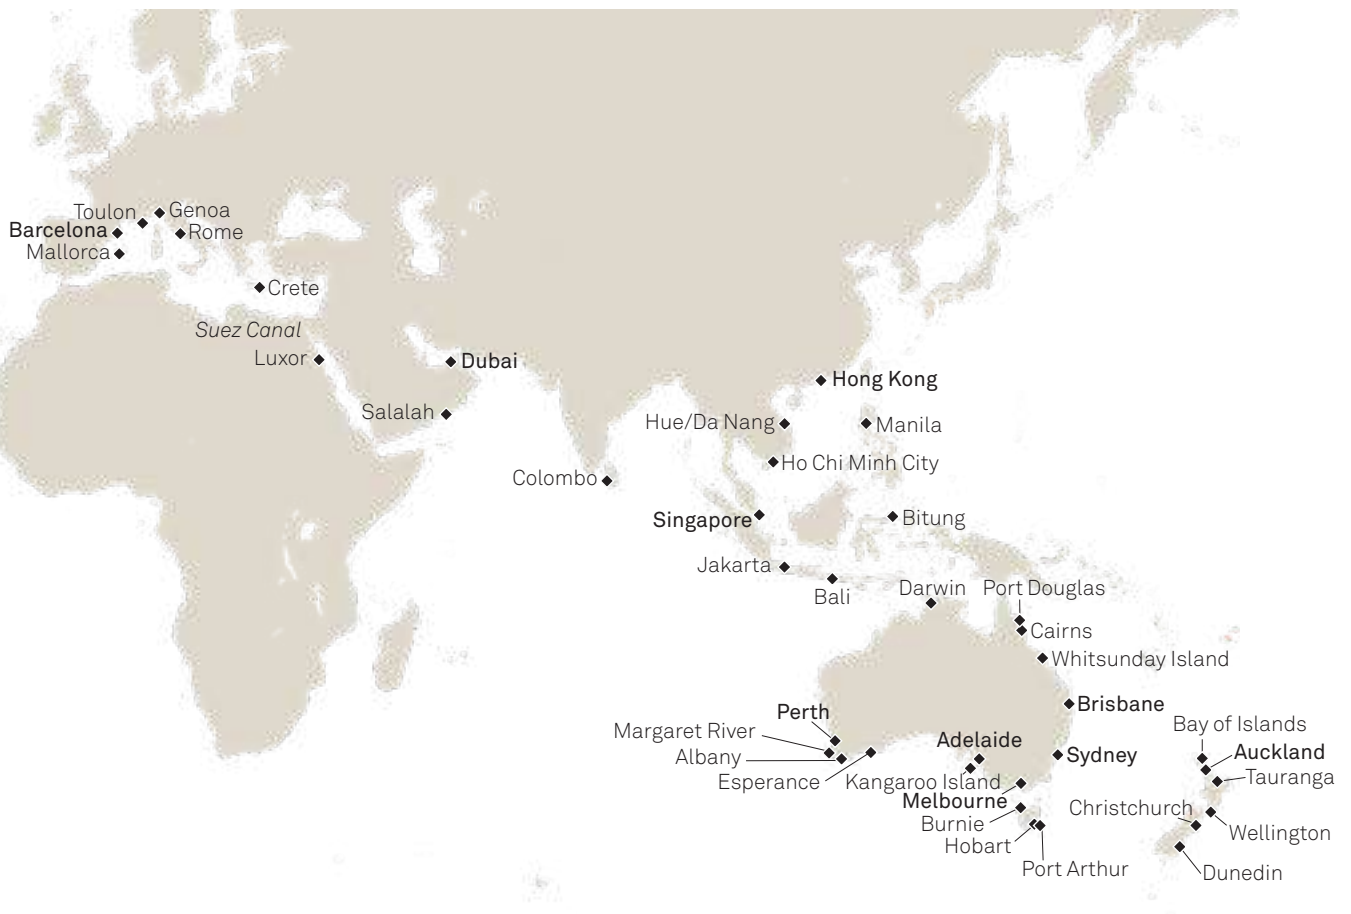 Toulon
Genoa
Barcelona
Rome
Mallorca
Crete
Suez Canal
Luxor
Dubai
Salalah
Hong Kong
Hue/Da Nang
Manila
Ho Chi Minh City
Colombo
Singapore
Bitung
Jakarta
Bali
Darwin
Port Douglas
Cairns
Whitsunday Island
Brisbane
Perth
Margaret River
Albany
Esperance
Adelaide
Kangaroo Island
Sydney
Melbourne
Burnie
Hobart
Port Arthur
Bay of Islands
Auckland
Tauranga
Christchurch
Wellington
Dunedin